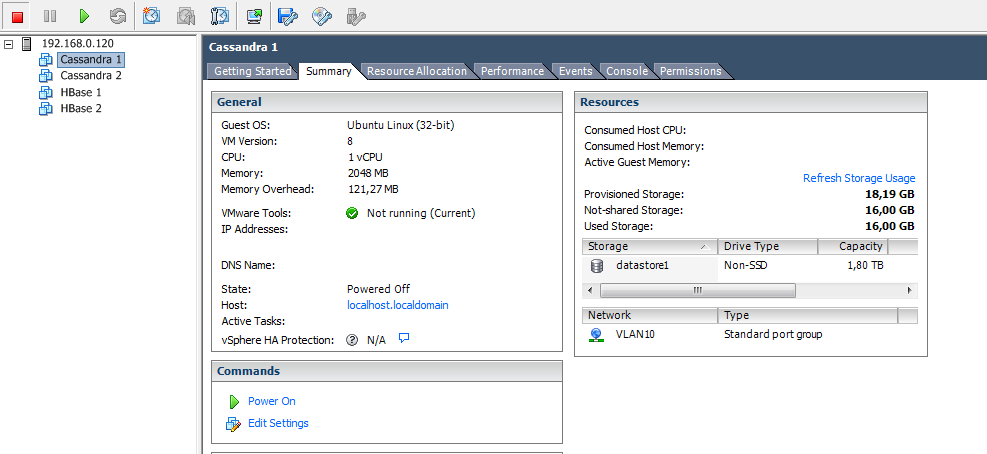 192.168.0.120
Cassandra 1
Cassandra 2
HBase 1
HBase 2
Cassandra 1
Getting Started Summary Resource Allocation Performance Events Console Permissions
General
Guest OS: Ubuntu Linux (32-bit)
VM Version: 8
CPU: 1 vCPU
Memory: 2048 MB
Memory Overhead: 121,27 MB
VMware Tools: Not running (Current)
IP Addresses:
DNS Name:
State: Powered Off
Host: localhost.localdomain
Active Tasks:
vSphere HA Protection: ? N/A
Commands
Power On
Edit Settings
Resources
Consumed Host CPU:
Consumed Host Memory:
Active Guest Memory:
Refresh Storage Usage
Provisioned Storage: 18,19 GB
Not-shared Storage: 16,00 GB
Used Storage: 16,00 GB
Storage Drive Type Capacity
datastore1 Non-SSD 1,80 TB
Network Type
VLAN10 Standard port group